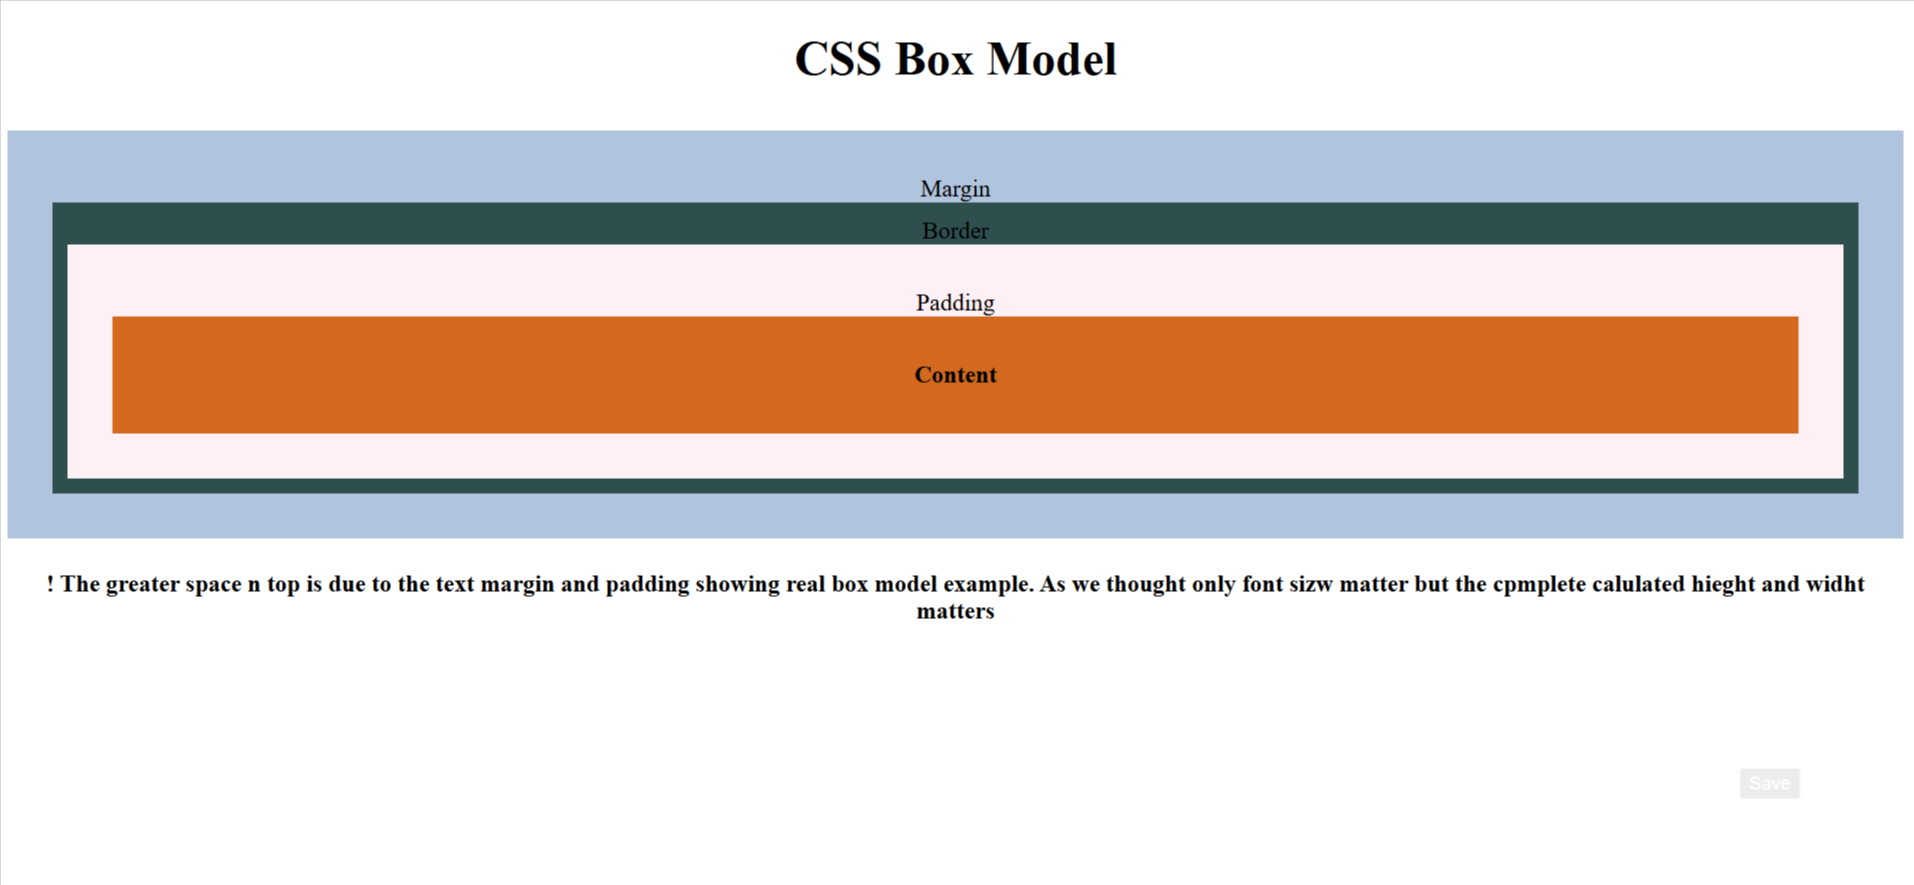 CSS Box Model
Margin
Border
Padding
Content
! The greater space n top is due to the text margin and padding showing real box model example. As we thought only font sizw matter but the cpmplete calulated hieght and widht
matters
Save